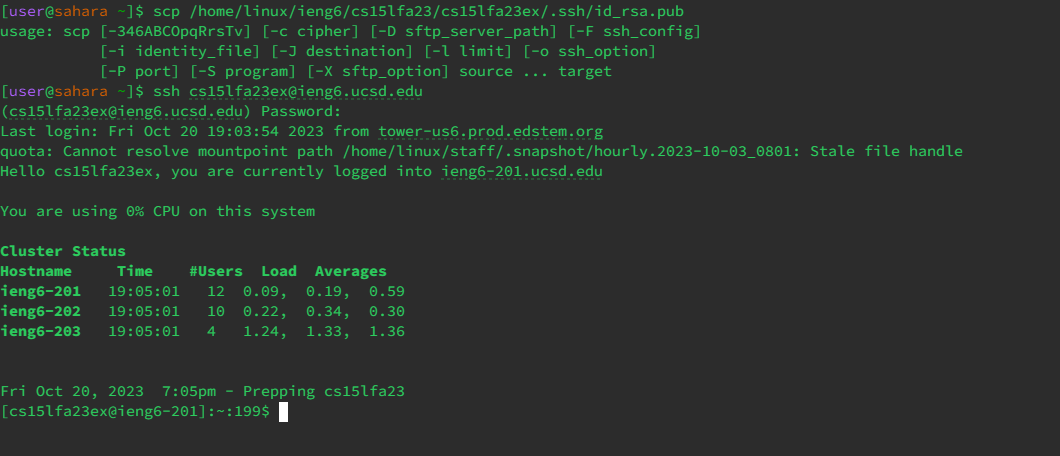 [user@sahara ~]$ scp /home/linux/ieng6/cs15lfa23/cs15lfa23ex/.ssh/id_rsa.pub
usage: scp [-346ABCOpqRrsTv] [-c cipher] [-D sftp_server_path] [-F ssh_config]
           [-i identity_file] [-J destination] [-l limit] [-o ssh_option]
           [-P port] [-S program] [-X sftp_option] source ... target
[user@sahara ~]$ ssh cs15lfa23ex@ieng6.ucsd.edu
(cs15lfa23ex@ieng6.ucsd.edu) Password:
Last login: Fri Oct 20 19:03:54 2023 from tower-us6.prod.edstem.org
quota: Cannot resolve mountpoint path /home/linux/staff/.snapshot/hourly.2023-10-03_0801: Stale file handle
Hello cs15lfa23ex, you are currently logged into ieng6-201.ucsd.edu

You are using 0% CPU on this system

Cluster Status
Hostname     Time    #Users  Load  Averages
ieng6-201   19:05:01   12  0.09,  0.19,  0.59
ieng6-202   19:05:01   10  0.22,  0.34,  0.30
ieng6-203   19:05:01   4   1.24,  1.33,  1.36

Fri Oct 20, 2023  7:05pm - Prepping cs15lfa23
[cs15lfa23ex@ieng6-201]:~:199$